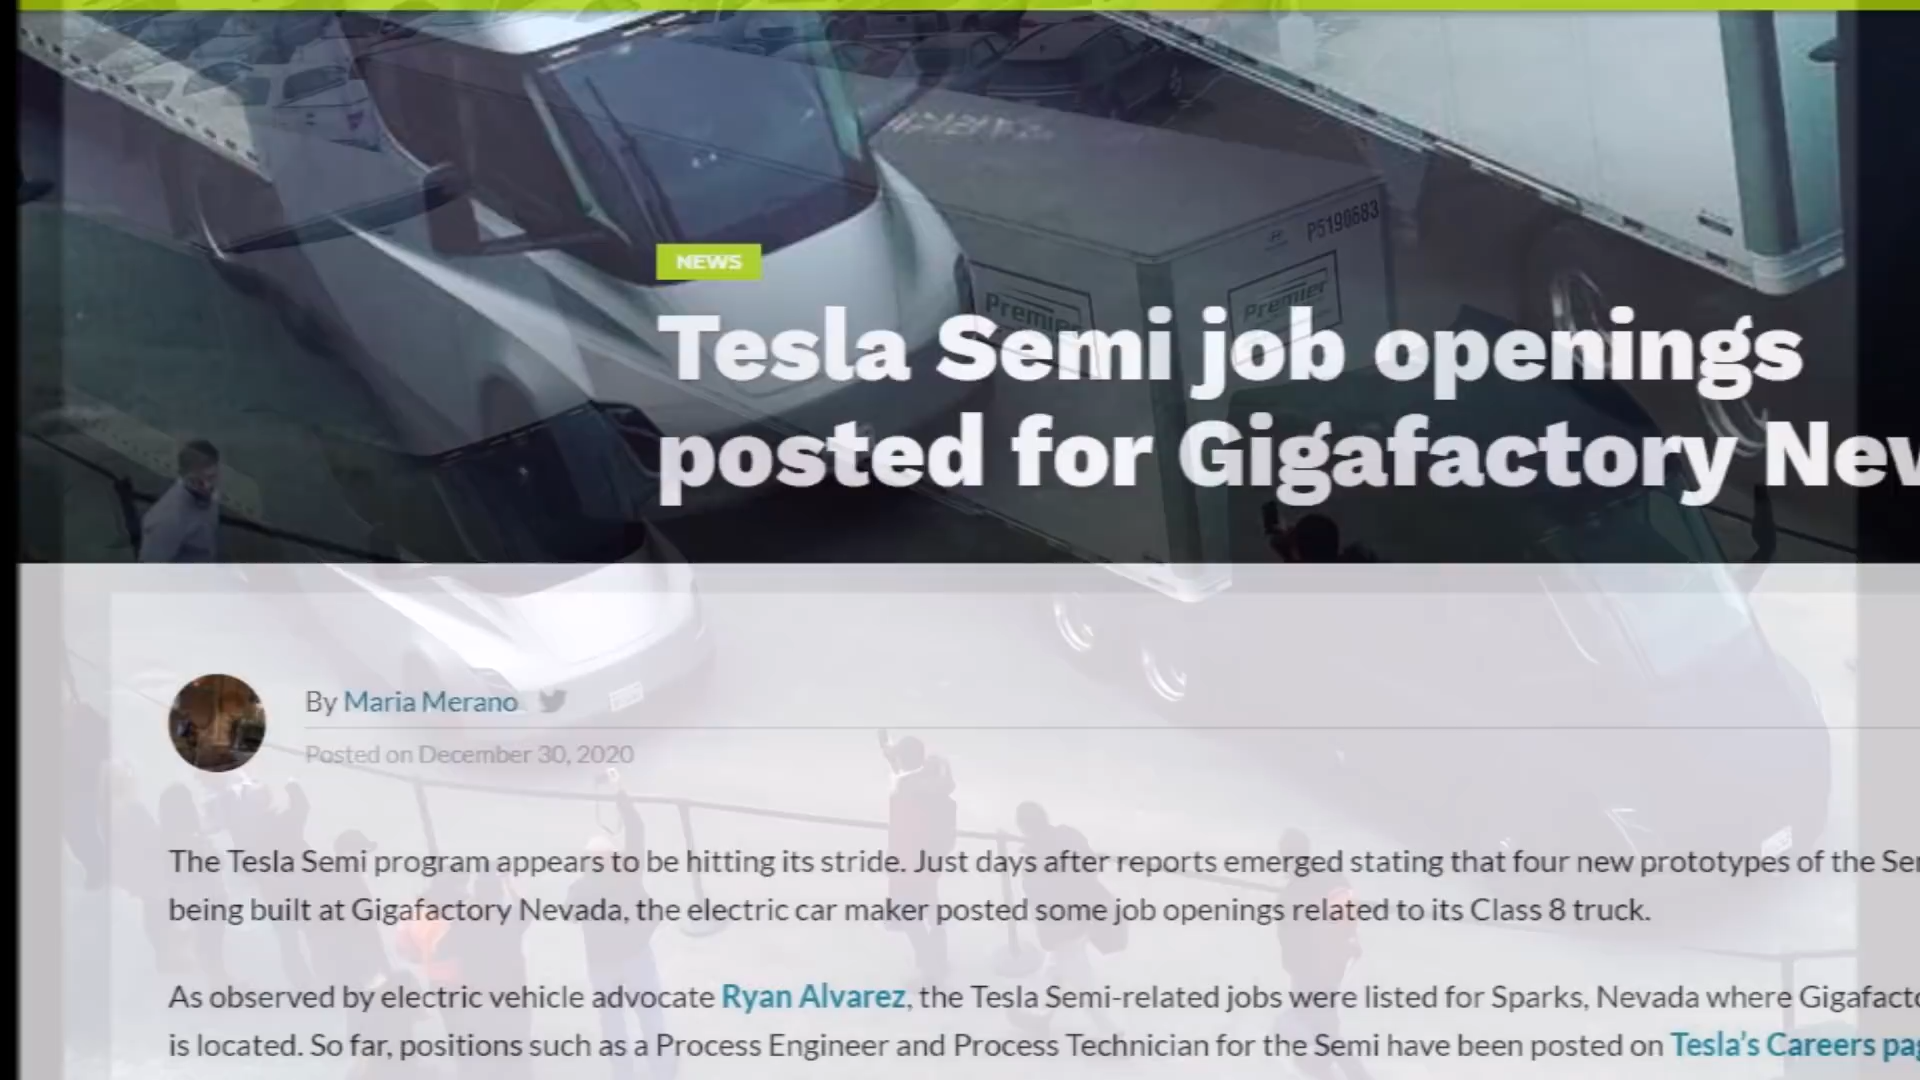 P5190683
Premier
Premier
NEWS
Tesla Semi job openings
posted for Gigafactory
By Maria Merano
Posted on December 30, 2020
The Tesla Semi program appears to be hitting its stride. Just days after reports emerged stating that four new prototypes of the
being built at Gigafactory Nevada, the electric car maker posted some job openings related to its Class 8 truck.
As observed by electric vehicle advocate Ryan Alvarez, the Tesla Semi-related jobs were listed for Sparks, Nevada where
is located. So far, positions such as a Process Engineer and Process Technician for the Semi have been posted on Tesla's Careers